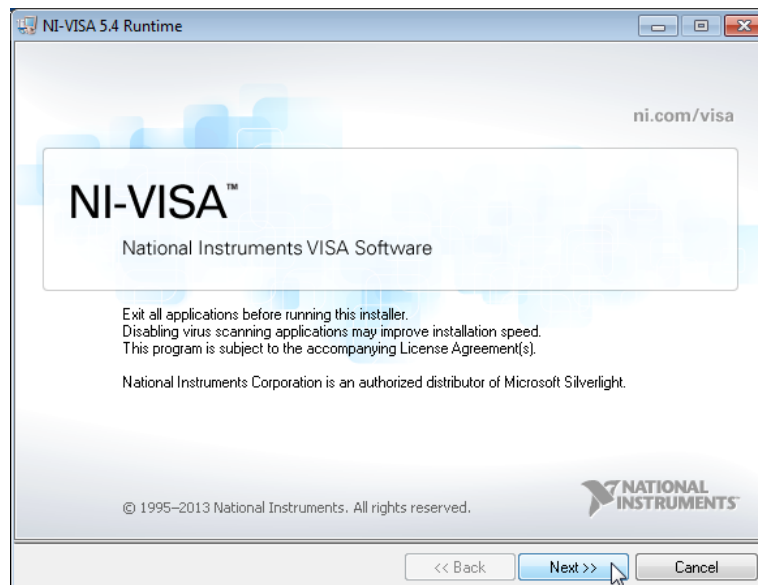 NI-VISA 5.4 Runtime
ni.com/visa
NI-VISA™
National Instruments VISA Software
Exit all applications before running this installer.
Disabling virus scanning applications may improve installation speed.
This program is subject to the accompanying License Agreement(s).
National Instruments Corporation is an authorized distributor of Microsoft Silverlight.
NATIONAL
INSTRUMENTS™
© 1995–2013 National Instruments. All rights reserved.
<< Back Next >> Cancel